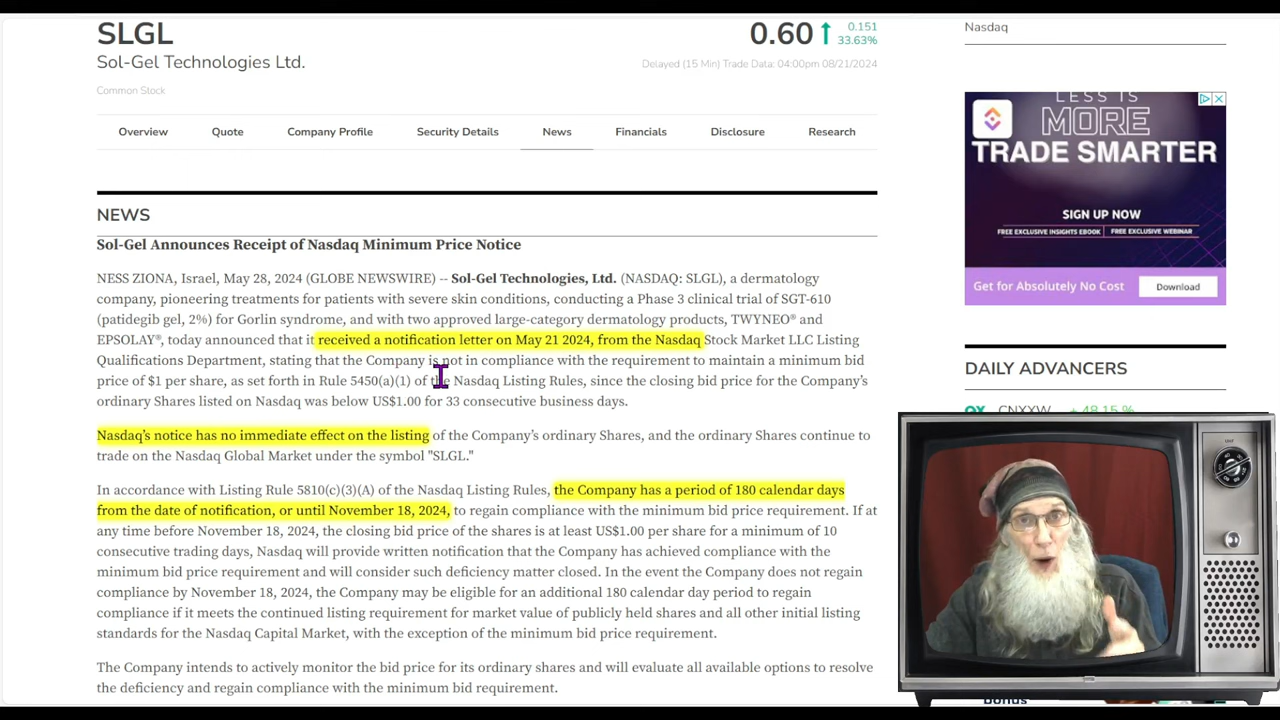 SLGL
0.60
0.151
33.63%
Sol-Gel Technologies Ltd.
Delayed (15 Min) Trade Data: 04:00pm 08/21/2024
Common Stock
Overview Quote Company Profile Security Details News Financials Disclosure Research
NEWS
Sol-Gel Announces Receipt of Nasdaq Minimum Price Notice
NESS ZIONA, Israel, May 28, 2024 (GLOBE NEWSWIRE) -- Sol-Gel Technologies, Ltd. (NASDAQ: SLGL), a dermatology
company, pioneering treatments for patients with severe skin conditions, conducting a Phase 3 clinical trial of SGT-610
(patidegib gel, 2%) for Gorlin syndrome, and with two approved large-category dermatology products, TWYNEO® and
EPSOLAY®, today announced that it received a notification letter on May 21 2024, from the Nasdaq Stock Market LLC Listing
Qualifications Department, stating that the Company is not in compliance with the requirement to maintain a minimum bid
price of $1 per share, as set forth in Rule 5450(a)(1) of the Nasdaq Listing Rules, since the closing bid price for the Company's
ordinary Shares listed on Nasdaq was below US$1.00 for 33 consecutive business days.
Nasdaq's notice has no immediate effect on the listing of the Company's ordinary Shares, and the ordinary Shares continue to
trade on the Nasdaq Global Market under the symbol "SLGL."
In accordance with Listing Rule 5810(c)(3)(A) of the Nasdaq Listing Rules, the Company has a period of 180 calendar days
from the date of notification, or until November 18, 2024, to regain compliance with the minimum bid price requirement. If at
any time before November 18, 2024, the closing bid price of the shares is at least US$1.00 per share for a minimum of 10
consecutive trading days, Nasdaq will provide written notification that the Company has achieved compliance with the
minimum bid price requirement and will consider such deficiency matter closed. In the event the Company does not regain
compliance by November 18, 2024, the Company may be eligible for an additional 180 calendar day period to regain
compliance if it meets the continued listing requirement for market value of publicly held shares and all other initial listing
standards for the Nasdaq Capital Market, with the exception of the minimum bid price requirement.
The Company intends to actively monitor the bid price for its ordinary shares and will evaluate all available options to resolve
the deficiency and regain compliance with the minimum bid requirement.
Nasdaq
LESS IS
MORE
TRADE SMARTER
SIGN UP NOW
FREE EXCLUSIVE INSIGHTS EBOOK | FREE EXCLUSIVE WEBINAR
Get for Absolutely No Cost
Download
DAILY ADVANCERS
CNXXW + 48.15 %
bonus